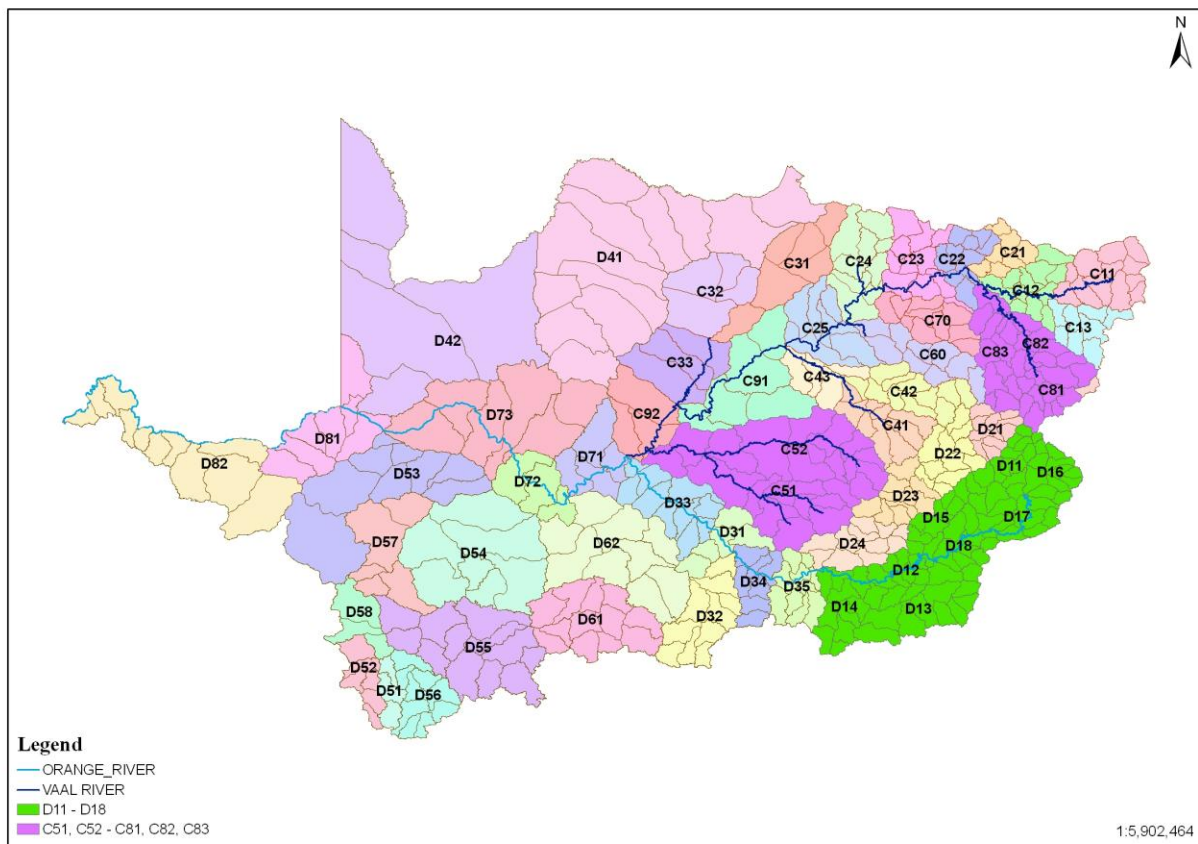 N
D41
C31
C24
C23
C22
C21
C11
C32
C12
D42
C25
C70
C13
C33
C83
C82
C60
C91
C43
C42
C81
D73
C92
C41
D21
D81
C52
D22
D11
D16
D82
D53
D71
D72
C51
D33
D23
D15
D17
D57
D54
D62
D31
D24
D18
D12
D34
D35
D58
D61
D32
D14
D13
D55
D52
D51
D56
Legend
ORANGE_RIVER
VAAL RIVER
D11 - D18
C51, C52 - C81, C82, C83
1:5,902,464